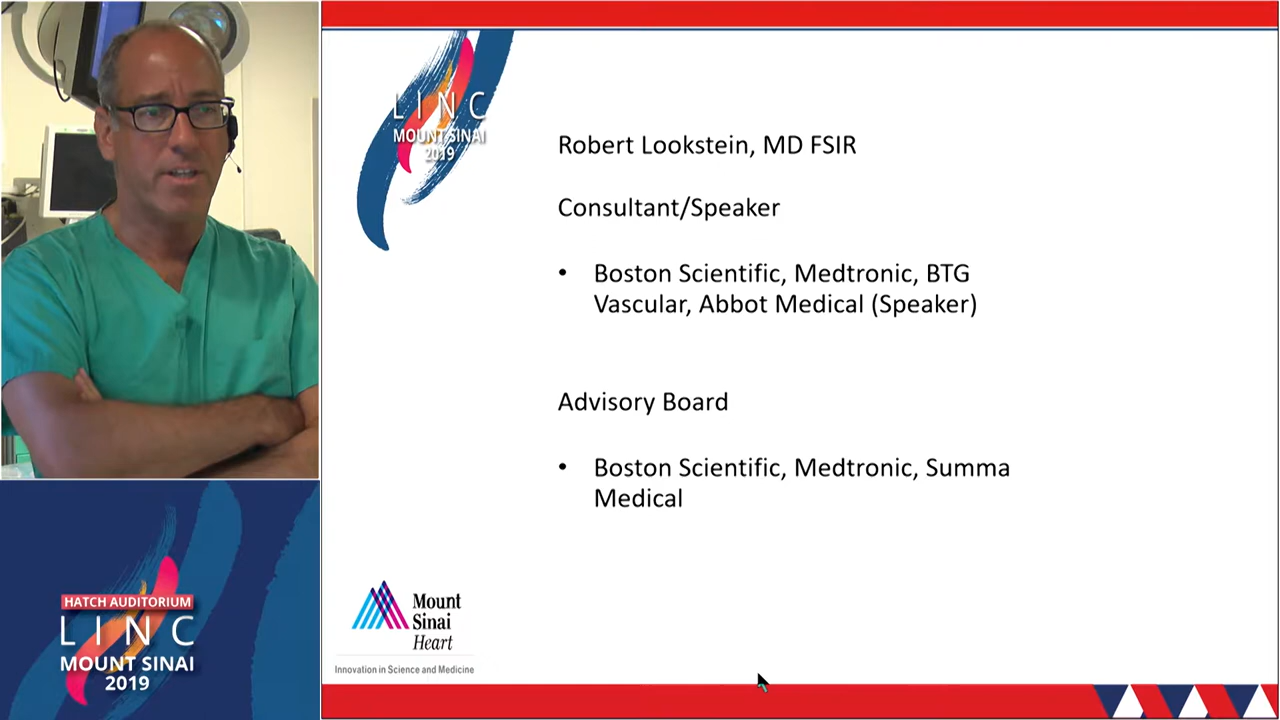 LINC
MOUNT SINAI
2019
Robert Lookstein, MD FSIR
Consultant/Speaker
• Boston Scientific, Medtronic, BTG
Vascular, Abbot Medical (Speaker)
Advisory Board
• Boston Scientific, Medtronic, Summa
Medical
Mount
Sinai
Heart
Innovation in Science and Medicine
HATCH AUDITORIUM
LINC
MOUNT SINAI
2019